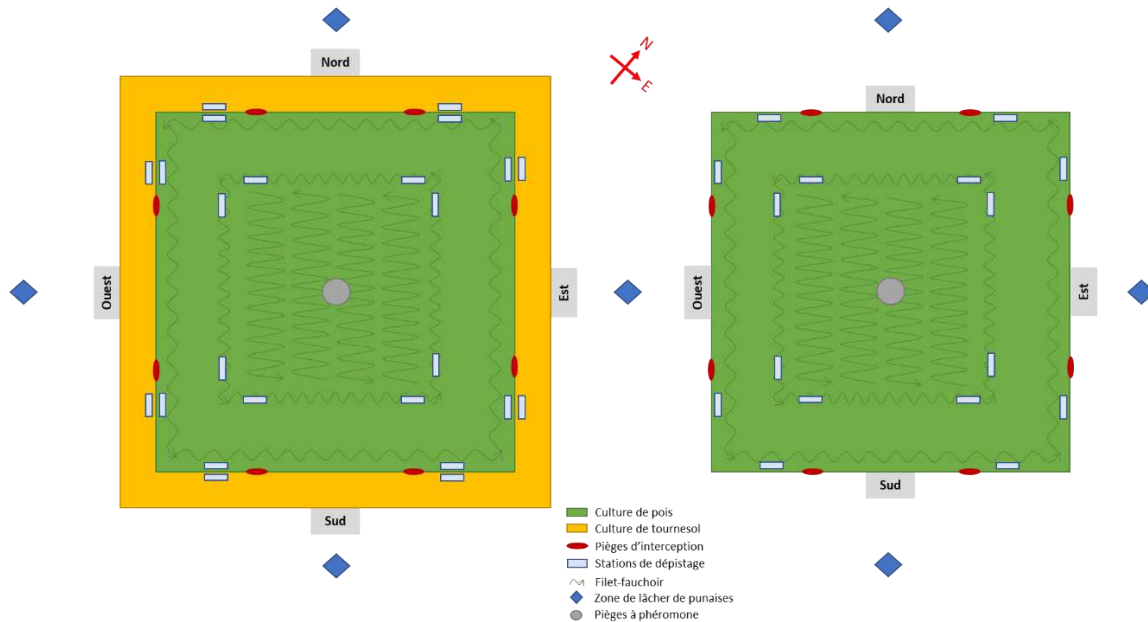 Nord
N
E
Nord
Ouest
Est
Ouest
Est
Sud
Sud
Culture de pois
Culture de tournesol
Pièges d'interception
Stations de dépistage
Filet-fauchoir
Zone de lâcher de punaises
Pièges à phéromone